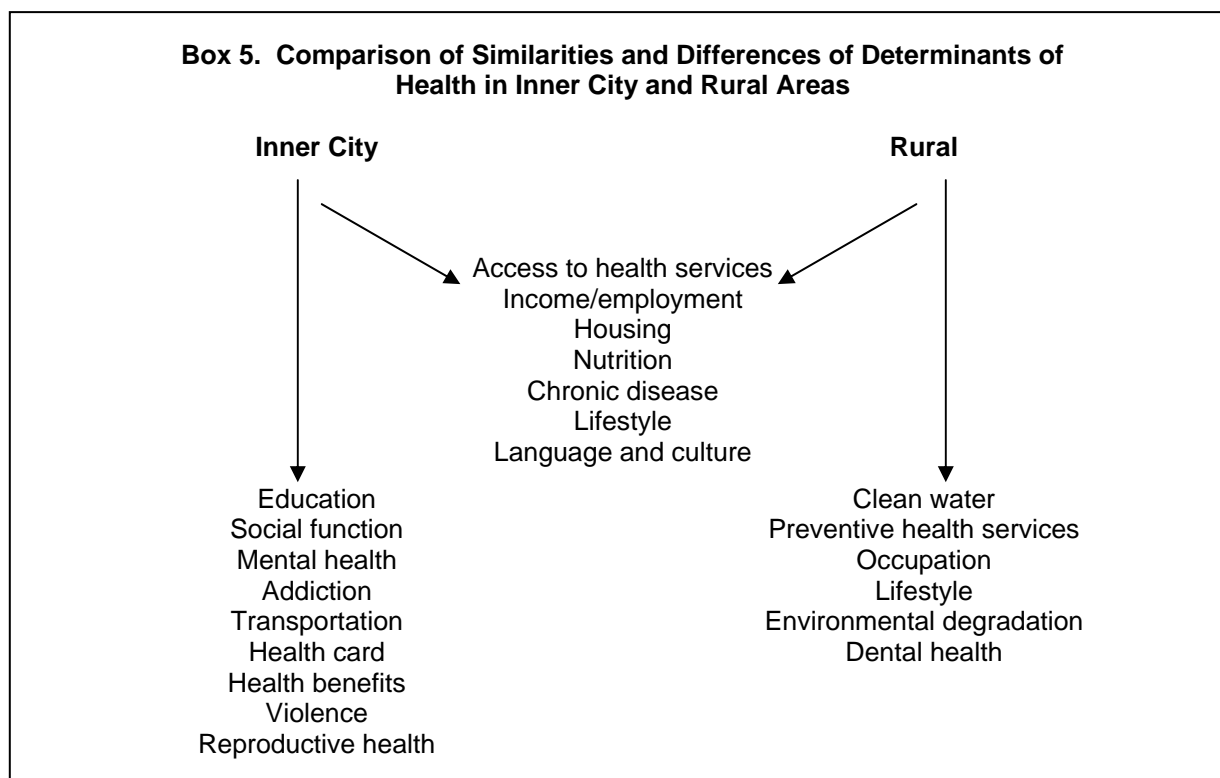 Box 5. Comparison of Similarities and Differences of Determinants of
Health in Inner City and Rural Areas
Inner City
Rural
Access to health services
Income/employment
Housing
Nutrition
Chronic disease
Lifestyle
Language and culture
Education
Social function
Mental health
Addiction
Transportation
Health card
Health benefits
Violence
Reproductive health
Clean water
Preventive health services
Occupation
Lifestyle
Environmental degradation
Dental health